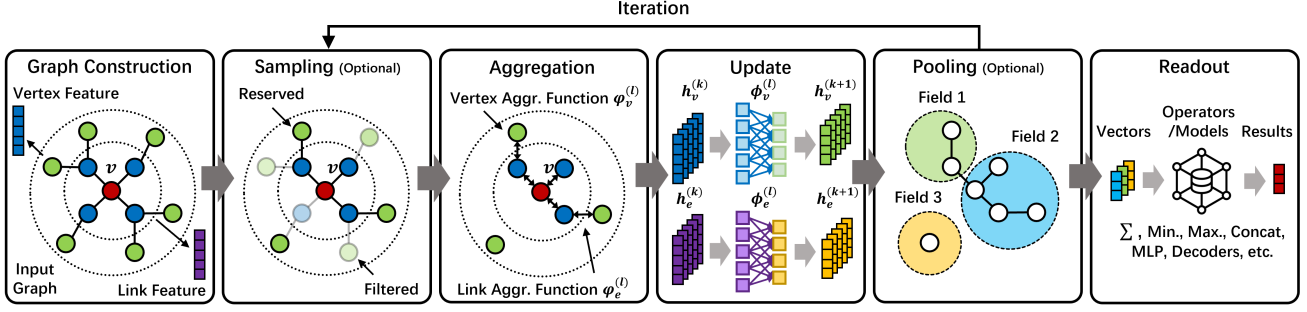 Iteration
Graph Construction
Vertex Feature
v
Input
Graph
Link Feature
Sampling (Optional)
Reserved
v
Filtered
Aggregation
Vertex Aggr. Function φ_v^(l)
v
Link Aggr. Function φ_e^(l)
Update
h_v^(k) ϕ_v^(l) h_v^(k+1)
h_e^(k) ϕ_e^(l) h_e^(k+1)
Pooling (Optional)
Field 1
Field 2
Field 3
Readout
Operators
/Models
Vectors
Results
Σ , Min., Max., Concat,
MLP, Decoders, etc.